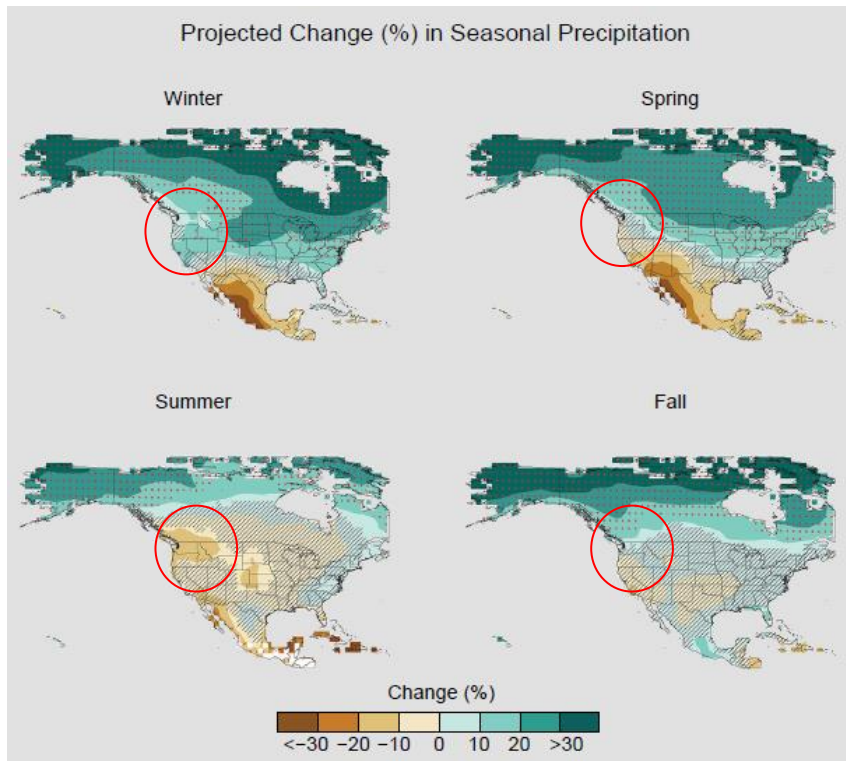 Projected Change (%) in Seasonal Precipitation
Winter
Spring
Summer
Fall
Change (%)
<−30 −20 −10 0 10 20 >30